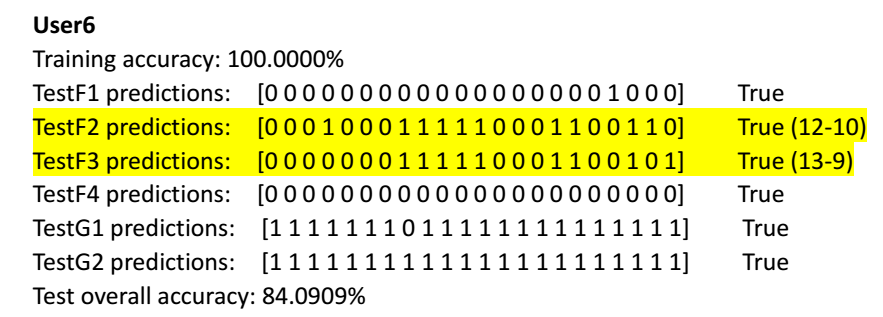 User6
Training accuracy: 100.0000%
TestF1 predictions: [0 0 0 0 0 0 0 0 0 0 0 0 0 0 0 0 0 0 1 0 0 0] True
TestF2 predictions: [0 0 0 1 0 0 0 1 1 1 1 1 0 0 0 1 1 0 0 1 1 0] True (12-10)
TestF3 predictions: [0 0 0 0 0 0 0 1 1 1 1 1 0 0 0 1 1 0 0 1 0 1] True (13-9)
TestF4 predictions: [0 0 0 0 0 0 0 0 0 0 0 0 0 0 0 0 0 0 0 0 0 0] True
TestG1 predictions: [1 1 1 1 1 1 1 0 1 1 1 1 1 1 1 1 1 1 1 1 1 1] True
TestG2 predictions: [1 1 1 1 1 1 1 1 1 1 1 1 1 1 1 1 1 1 1 1 1 1] True
Test overall accuracy: 84.0909%